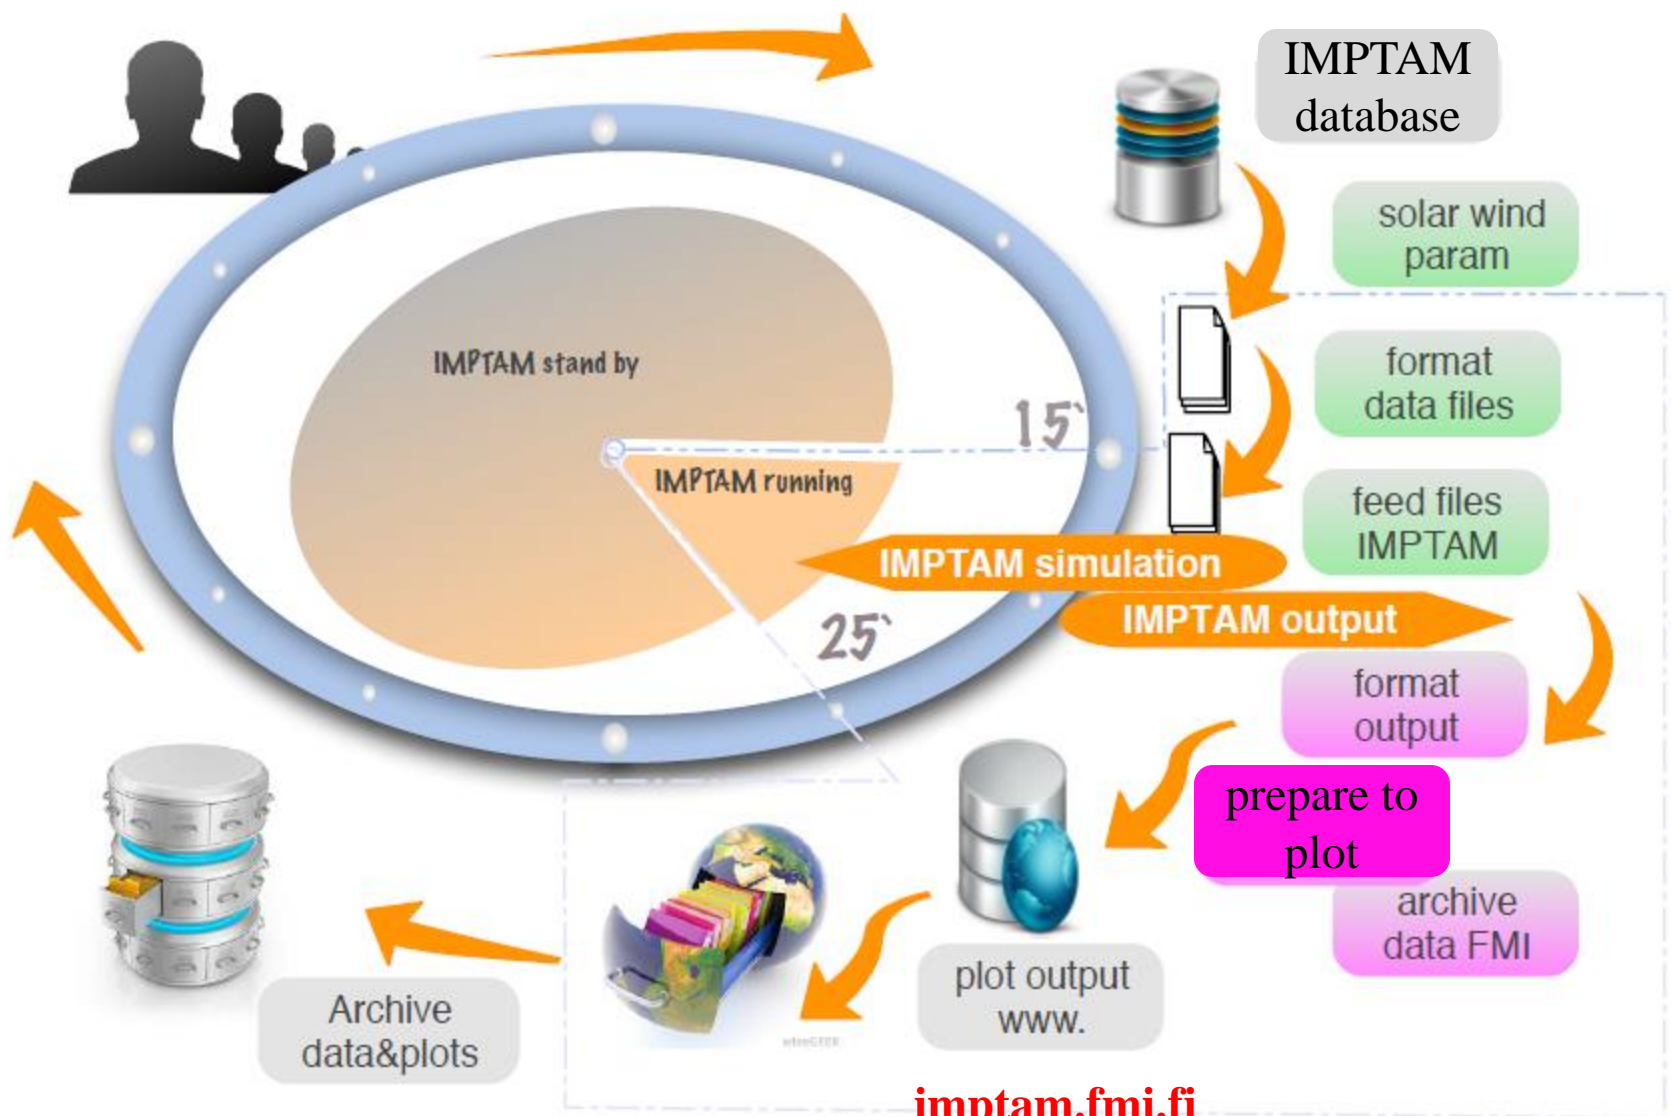 IMPTAM
database
solar wind
param
format
data files
feed files
IMPTAM
IMPTAM stand by
15`
IMPTAM running
25`
IMPTAM simulation
IMPTAM output
format
output
prepare to
plot
archive
data FMI
plot output
www.
Archive
data&plots
imptam.fmi.fi